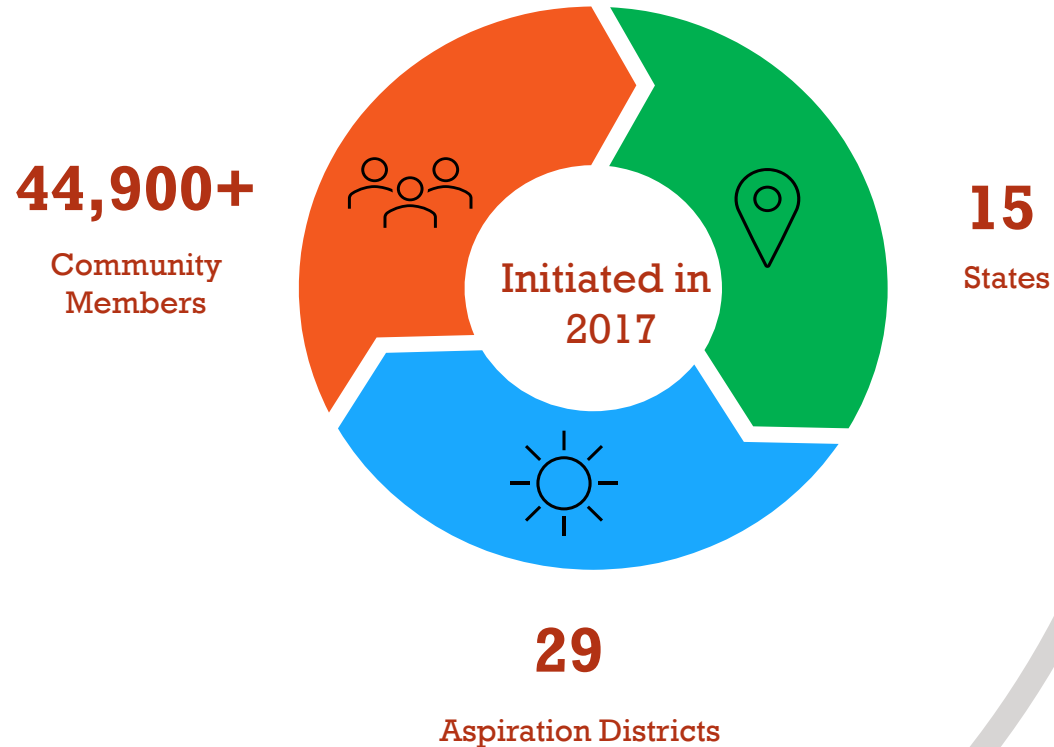 44,900+
Community
Members
Initiated in
2017
15
States
29
Aspiration Districts